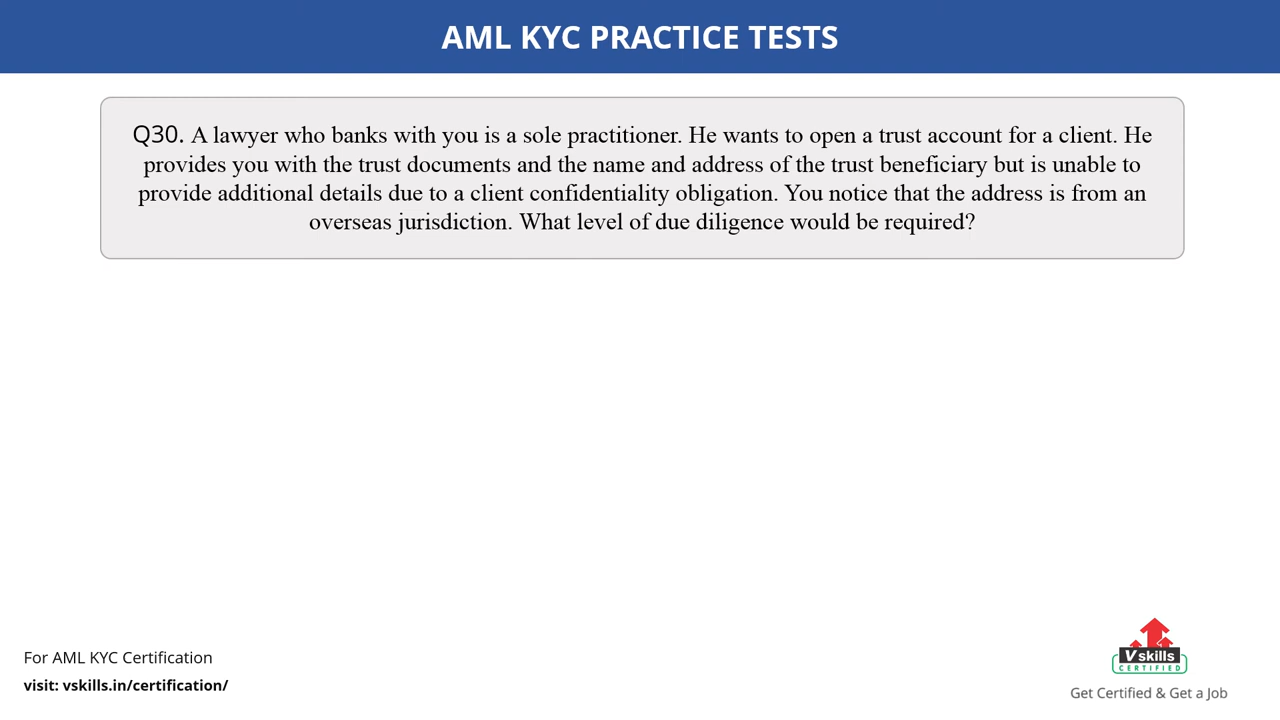 AML KYC PRACTICE TESTS
Q30. A lawyer who banks with you is a sole practitioner. He wants to open a trust account for a client. He
provides you with the trust documents and the name and address of the trust beneficiary but is unable to
provide additional details due to a client confidentiality obligation. You notice that the address is from an
overseas jurisdiction. What level of due diligence would be required?
For AML KYC Certification
visit: vskills.in/certification/
Vskills
CERTIFIED
Get Certified & Get a Job